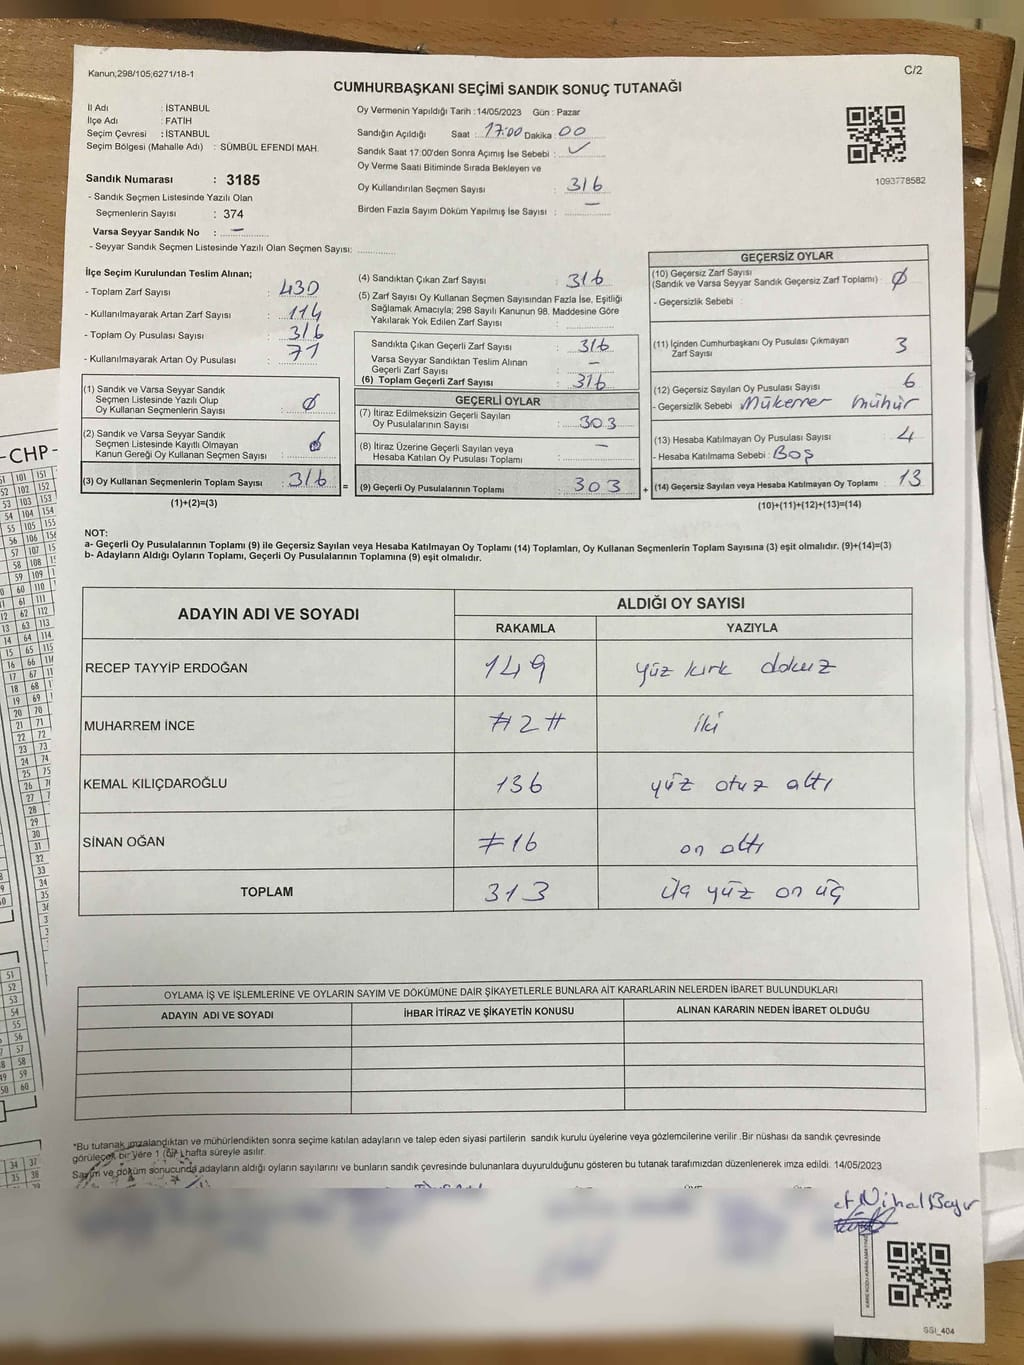 Kanun,298/105;6271/18-1
C/2
CUMHURBAŞKANI SEÇİMİ SANDIK SONUÇ TUTANAĞI
İl Adı : İSTANBUL
İlçe Adı : FATİH
Seçim Çevresi : İSTANBUL
Seçim Bölgesi (Mahalle Adı) : SÜMBÜL EFENDİ MAH.
Sandık Numarası : 3185
- Sandık Seçmen Listesinde Yazılı Olan
Seçmenlerin Sayısı : 374
Varsa Seyyar Sandık No : —
- Seyyar Sandık Seçmen Listesinde Yazılı Olan Seçmen Sayısı:
Oy Vermenin Yapıldığı Tarih : 14/05/2023 Gün : Pazar
Sandığın Açıldığı Saat : 17:00 Dakika : 00
Sandık Saat 17:00'den Sonra Açımış İse Sebebi :
Oy Verme Saati Bitiminde Sırada Bekleyen ve
Oy Kullandırılan Seçmen Sayısı : 316
Birden Fazla Sayım Döküm Yapılmış İse Sayısı : —
1093778582
İlçe Seçim Kurulundan Teslim Alınan;
- Toplam Zarf Sayısı : 430
- Kullanılmayarak Artan Zarf Sayısı : 114
- Toplam Oy Pusulası Sayısı : 316
- Kullanılmayarak Artan Oy Pusulası : 71
(1) Sandık ve Varsa Seyyar Sandık
Seçmen Listesinde Yazılı Olup
Oy Kullanan Seçmenlerin Sayısı : Ø
(2) Sandık ve Varsa Seyyar Sandık
Seçmen Listesinde Kayıtlı Olmayan
Kanun Gereği Oy Kullanan Seçmen Sayısı :
(3) Oy Kullanan Seçmenlerin Toplam Sayısı : 316
(1)+(2)=(3)
(4) Sandıktan Çıkan Zarf Sayısı : 316
(5) Zarf Sayısı Oy Kullanan Seçmen Sayısından Fazla İse, Eşitliği
Sağlamak Amacıyla; 298 Sayılı Kanunun 98. Maddesine Göre
Yakılarak Yok Edilen Zarf Sayısı :
Sandıkta Çıkan Geçerli Zarf Sayısı : 316
Varsa Seyyar Sandıktan Teslim Alınan
Geçerli Zarf Sayısı : —
(6) Toplam Geçerli Zarf Sayısı : 316
GEÇERLİ OYLAR
(7) İtiraz Edilmeksizin Geçerli Sayılan
Oy Pusulalarının Sayısı : 303
(8) İtiraz Üzerine Geçerli Sayılan veya
Hesaba Katılan Oy Pusulası Toplamı : —
= (9) Geçerli Oy Pusulalarının Toplamı : 303 +
GEÇERSİZ OYLAR
(10) Geçersiz Zarf Sayısı
(Sandık ve Varsa Seyyar Sandık Geçersiz Zarf Toplamı) : Ø
- Geçersizlik Sebebi :
(11) İçinden Cumhurbaşkanı Oy Pusulası Çıkmayan
Zarf Sayısı : 3
(12) Geçersiz Sayılan Oy Pusulası Sayısı : 6
- Geçersizlik Sebebi : Mükerrer mühür
(13) Hesaba Katılmayan Oy Pusulası Sayısı : 4
- Hesaba Katılmama Sebebi : BOŞ
(14) Geçersiz Sayılan veya Hesaba Katılmayan Oy Toplamı : 13
(10)+(11)+(12)+(13)=(14)
NOT:
a- Geçerli Oy Pusulalarının Toplamı (9) ile Geçersiz Sayılan veya Hesaba Katılmayan Oy Toplamı (14) Toplamları, Oy Kullanan Seçmenlerin Toplam Sayısına (3) eşit olmalıdır. (9)+(14)=(3)
b- Adayların Aldığı Oyların Toplamı, Geçerli Oy Pusulalarının Toplamına (9) eşit olmalıdır.
ADAYIN ADI VE SOYADI
ALDIĞI OY SAYISI
RAKAMLA YAZIYLA
RECEP TAYYİP ERDOĞAN 149 yüz kırk dokuz
MUHARREM İNCE #2# iki
KEMAL KILIÇDAROĞLU 136 yüz otuz altı
SİNAN OĞAN ≠16 on altı
TOPLAM 313 üç yüz on üç
OYLAMA İŞ VE İŞLEMLERİNE VE OYLARIN SAYIM VE DÖKÜMÜNE DAİR ŞİKAYETLERLE BUNLARA AİT KARARLARIN NELERDEN İBARET BULUNDUKLARI
ADAYIN ADI VE SOYADI İHBAR İTİRAZ VE ŞİKAYETİN KONUSU ALINAN KARARIN NEDEN İBARET OLDUĞU
*Bu tutanak imzalandıktan ve mühürlendikten sonra seçime katılan adayların ve talep eden siyasi partilerin sandık kurulu üyelerine veya gözlemcilerine verilir. Bir nüshası da sandık çevresinde
görülecek bir yere 1 (Bir) hafta süreyle asılır.
Sayım ve döküm sonucunda adayların aldığı oyların sayılarını ve bunların sandık çevresinde bulunanlara duyurulduğunu gösteren bu tutanak tarafımızdan düzenlenerek imza edildi. 14/05/2023
SSI_404
-CHP-